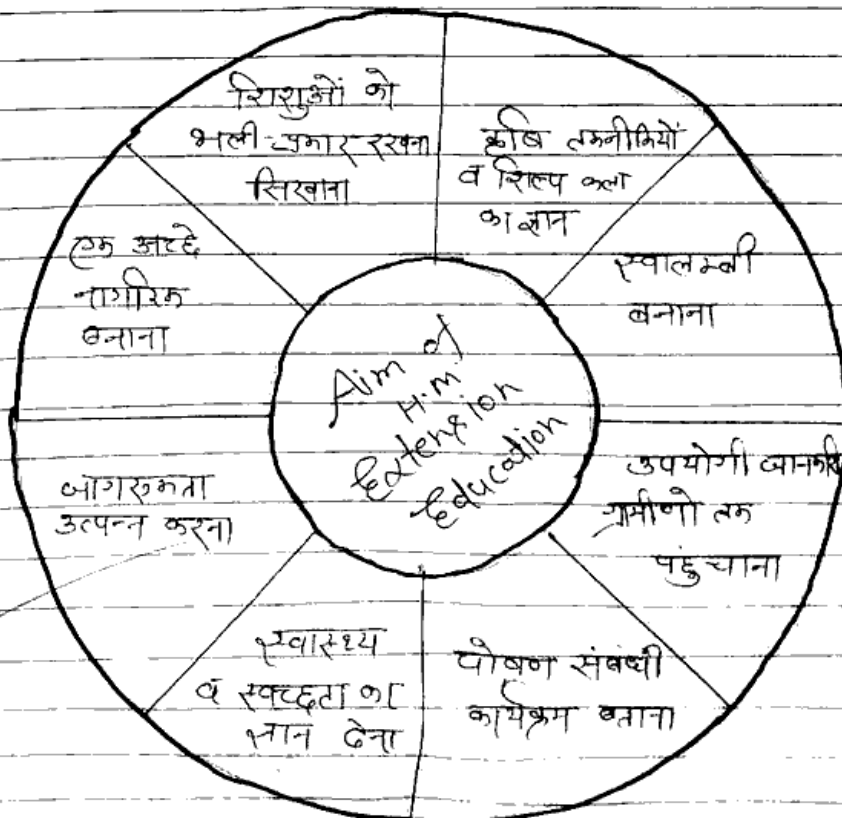 शिशुओं को
भली-प्रकार रखना
सिखाना
कृषि तकनीकियों
व शिल्प कला
का ज्ञान
स्वालम्बी
बनाना
उपयोगी जानकारी
ग्रामीणो तक
पहुंचाना
पोषण संबंधी
कार्यक्रम बताना
स्वास्थ्य
व स्वच्छता का
ज्ञान देना
जागरुकता
उत्पन्न करना
एक अच्छे
नागरिक
बनाना
Aim of
H.m
Extension
Education